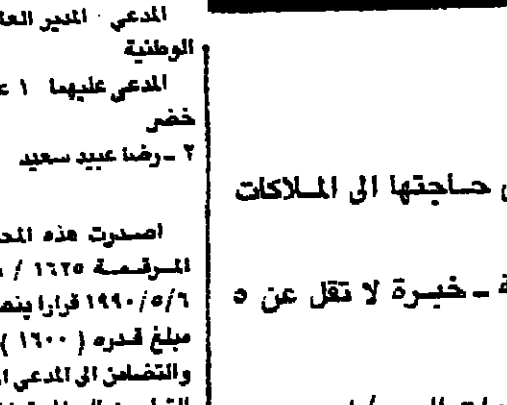 حاجتها الى الملاكات
ـ خبرة لا تقل عن ٥
المدعي . المدير العا
الوطنية
المدعى عليهما ١ ع
خضر
٢ ـ رضا عبيد سعيد
اصدرت هذه المح
المرقمة ١٦٢٥ /
١٩٩٠/٥/٦ قرارا ينص
مبلغ قدره ( ١٦٠٠ )
والتضامن الى المدعي ا